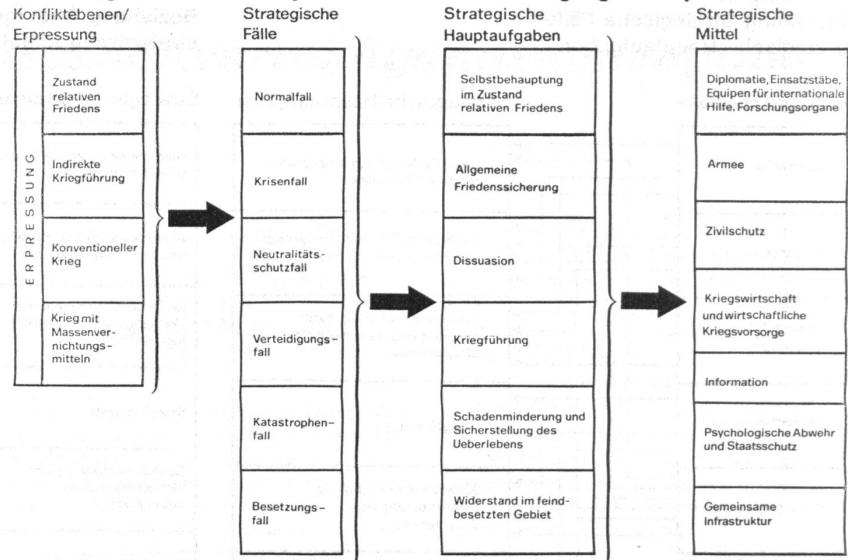 Konfliktebenen/
Erpressung
ERPRESSUNG
Zustand
relativen
Friedens
Indirekte
Kriegführung
Konventioneller
Krieg
Krieg mit
Massenver-
nichtungs-
mitteln
Strategische
Fälle
Normalfall
Krisenfall
Neutralitäts-
schutzfall
Verteidigungs-
fall
Katastrophen-
fall
Besetzungs-
fall
Strategische
Hauptaufgaben
Selbstbehauptung
im Zustand
relativen Friedens
Allgemeine
Friedenssicherung
Dissuasion
Kriegführung
Schadenminderung und
Sicherstellung des
Ueberlebens
Widerstand im feind-
besetzten Gebiet
Strategische
Mittel
Diplomatie, Einsatzstäbe,
Equipen für internationale
Hilfe, Forschungsorgane
Armee
Zivilschutz
Kriegswirtschaft
und wirtschaftliche
Kriegsvorsorge
Information
Psychologische Abwehr
und Staatsschutz
Gemeinsame
Infrastruktur